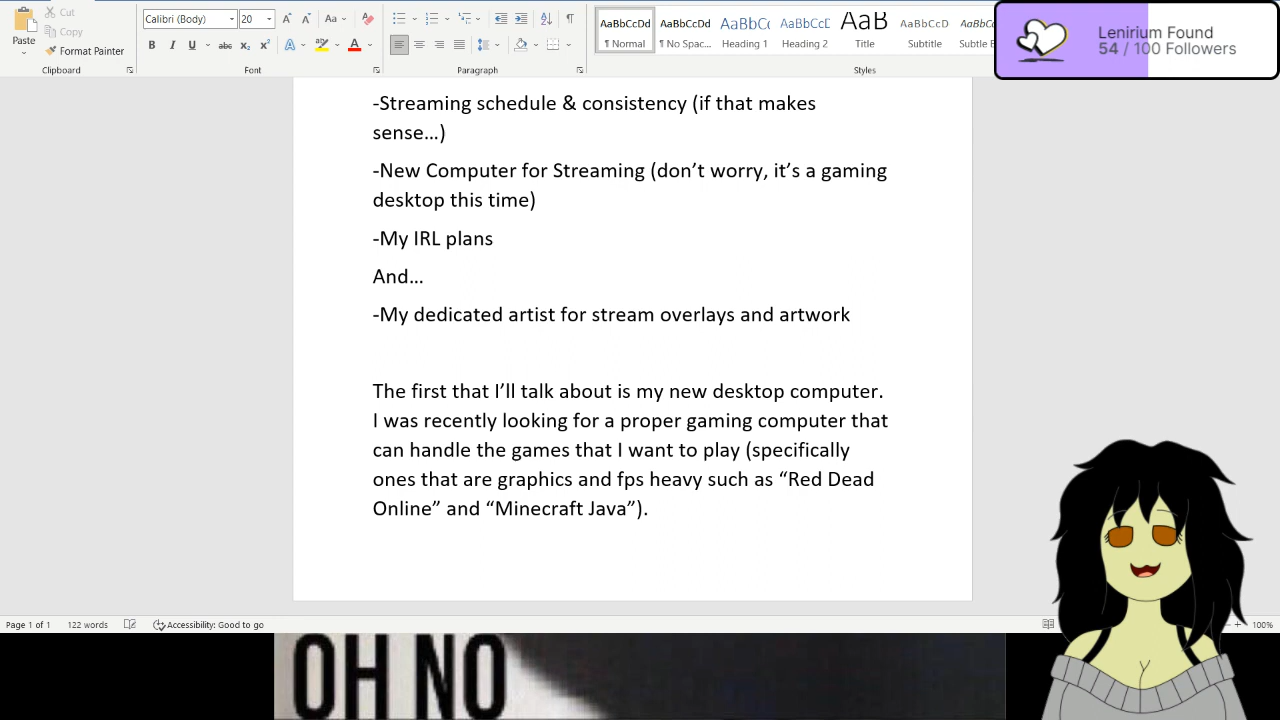 Cut
Copy
Paste
Format Painter
Clipboard
Calibri (Body)
20
Aa
Font
Paragraph
AaBbCcDd
¶ Normal
AaBbCcDd
¶ No Spac...
AaBbCc
Heading 1
AaBbCcD
Heading 2
AaB
Title
AaBbCcD
Subtitle
AaBbCc
Subtle E
Styles
Lenirium Found
54 / 100 Followers
-Streaming schedule & consistency (if that makes
sense…)
-New Computer for Streaming (don’t worry, it’s a gaming
desktop this time)
-My IRL plans
And…
-My dedicated artist for stream overlays and artwork
The first that I’ll talk about is my new desktop computer.
I was recently looking for a proper gaming computer that
can handle the games that I want to play (specifically
ones that are graphics and fps heavy such as “Red Dead
Online” and “Minecraft Java”).
Page 1 of 1
122 words
Accessibility: Good to go
100%
OH NO